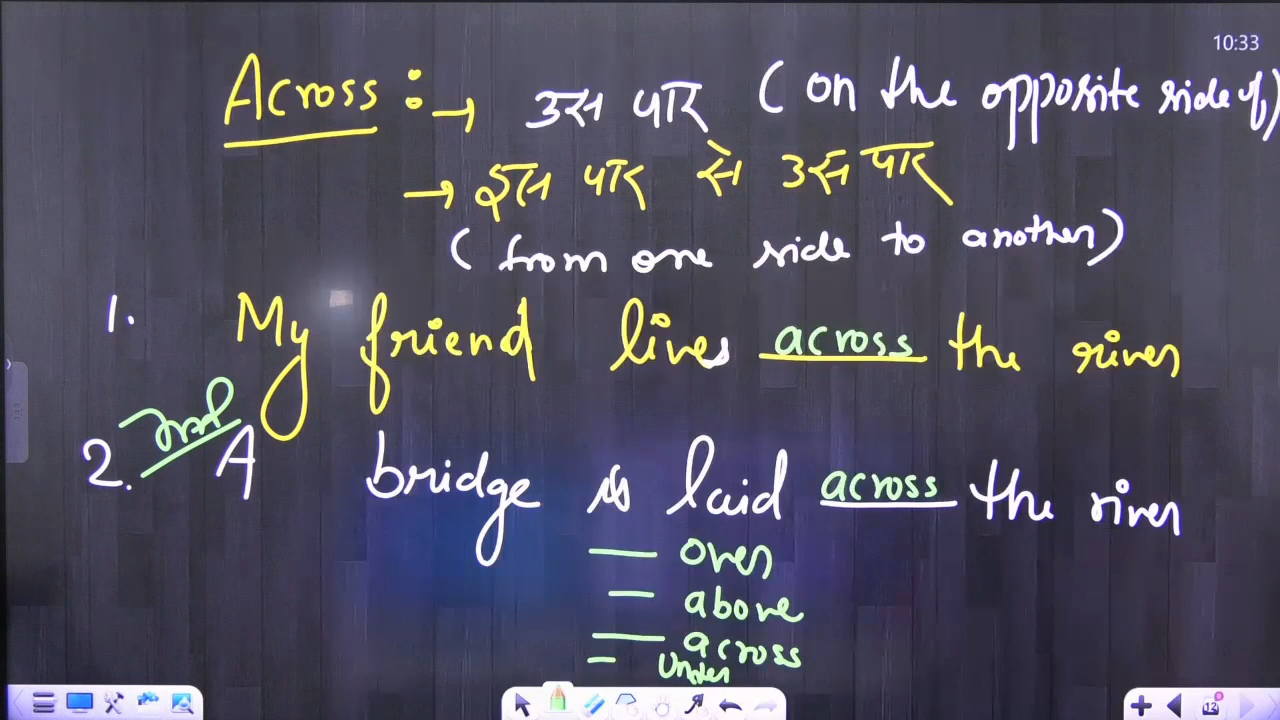 10:33
Across :→ उस पार (on the opposite side of)
→ इस पार से उस पार
(from one side to another)
1. My friend lives across the river
2. A bridge is laid across the river
— over
— above
— across
— under
12